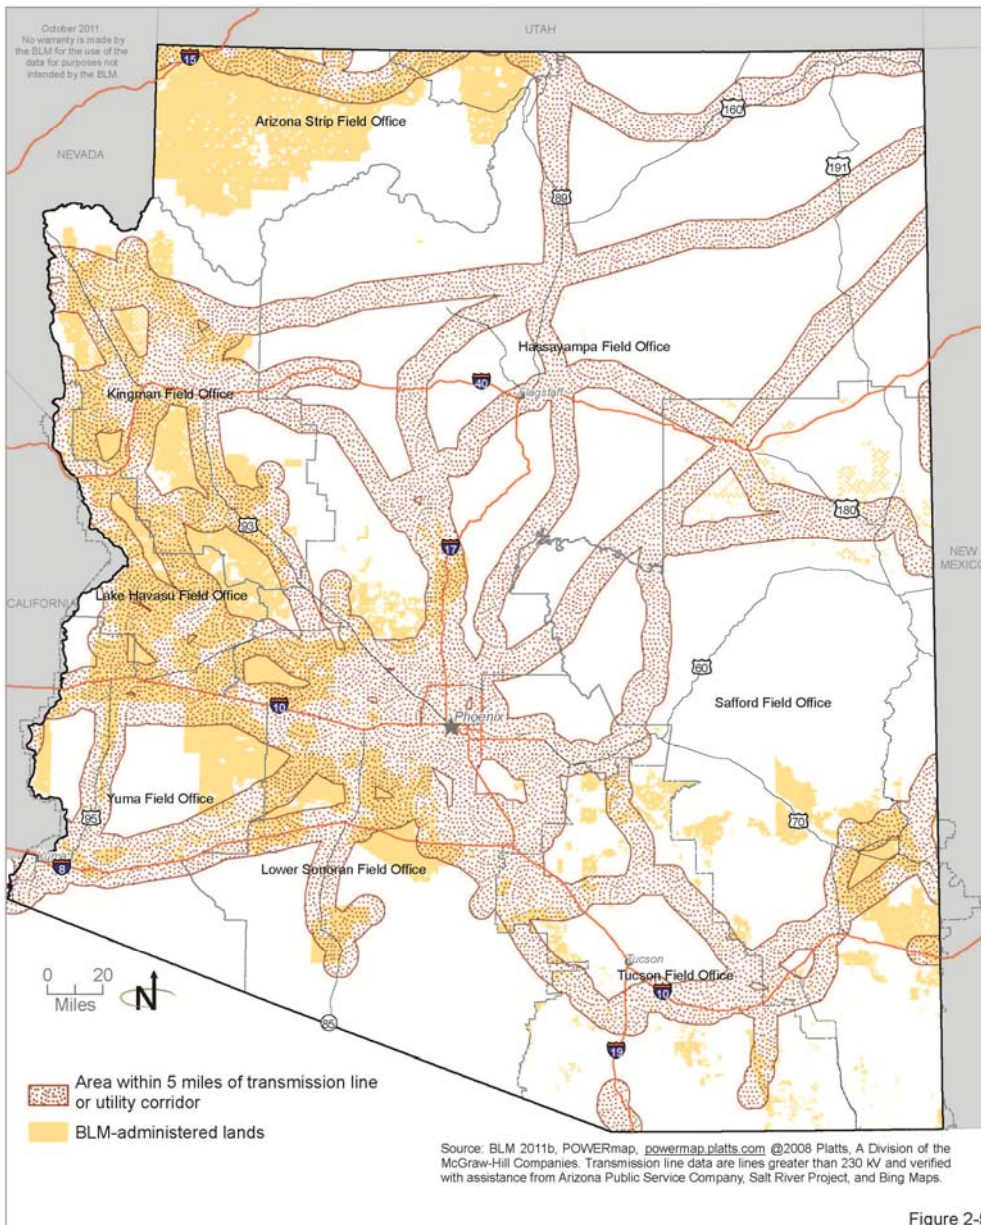 October 2011
No warranty is made by
the BLM for the use of the
data for purposes not
intended by the BLM.
UTAH
15
Arizona Strip Field Office
160
NEVADA
191
89
Hassayampa Field Office
40
Kingman Field Office
Flagstaff
93
180
17
NEW
MEXICO
CALIFORNIA
Lake Havasu Field Office
60
Safford Field Office
10
Phoenix
Yuma Field Office
95
70
8
Lower Sonoran Field Office
0 20
Miles
N
Tucson
Tucson Field Office
10
85
19
Area within 5 miles of transmission line
or utility corridor
BLM-administered lands
Source: BLM 2011b, POWERmap, powermap.platts.com @2008 Platts, A Division of the
McGraw-Hill Companies. Transmission line data are lines greater than 230 kV and verified
with assistance from Arizona Public Service Company, Salt River Project, and Bing Maps.
Figure 2-5